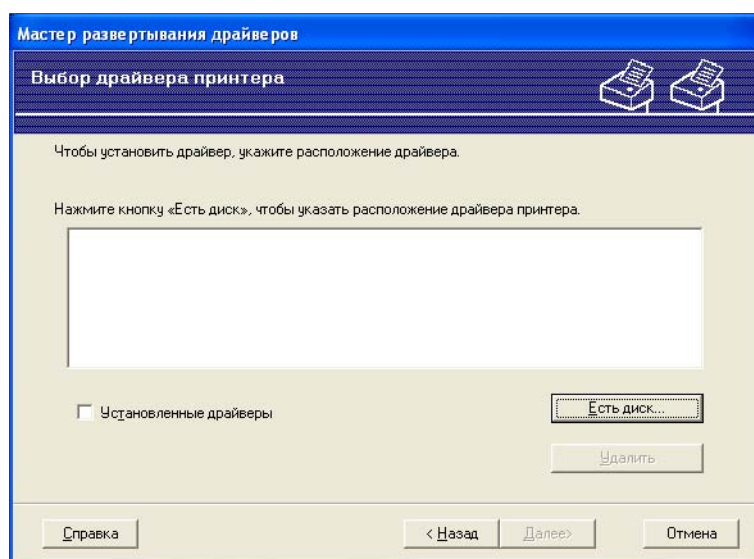 Мастер развертывания драйверов
Выбор драйвера принтера
Чтобы установить драйвер, укажите расположение драйвера.
Нажмите кнопку «Есть диск», чтобы указать расположение драйвера принтера.
Установленные драйверы
Есть диск...
Удалить
Справка
< Назад
Далее>
Отмена